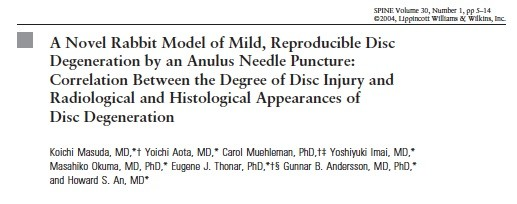 SPINE Volume 30, Number 1, pp 5–14
©2004, Lippincott Williams & Wilkins, Inc.
A Novel Rabbit Model of Mild, Reproducible Disc
Degeneration by an Anulus Needle Puncture:
Correlation Between the Degree of Disc Injury and
Radiological and Histological Appearances of
Disc Degeneration
Koichi Masuda, MD,*† Yoichi Aota, MD,* Carol Muehleman, PhD,†‡ Yoshiyuki Imai, MD,*
Masahiko Okuma, MD, PhD,* Eugene J. Thonar, PhD,*†§ Gunnar B. Andersson, MD, PhD,*
and Howard S. An, MD*